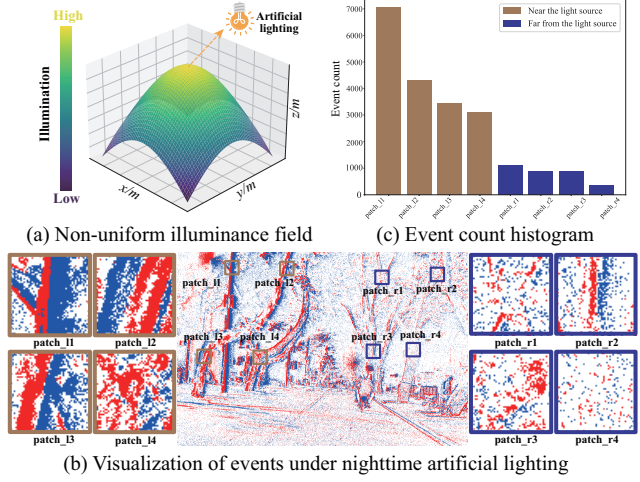 High
Artificial
lighting
Illumination
z/m
x/m
y/m
Low
(a) Non-uniform illuminance field
Near the light source
Far from the light source
Event count
7000
6000
5000
4000
3000
2000
1000
0
patch_l1
patch_l2
patch_l3
patch_l4
patch_r1
patch_r2
patch_r3
patch_r4
(c) Event count histogram
patch_l1
patch_l2
patch_l3
patch_l4
patch_l1
patch_l2
patch_r1
patch_r2
patch_l3
patch_l4
patch_r3
patch_r4
patch_r1
patch_r2
patch_r3
patch_r4
(b) Visualization of events under nighttime artificial lighting